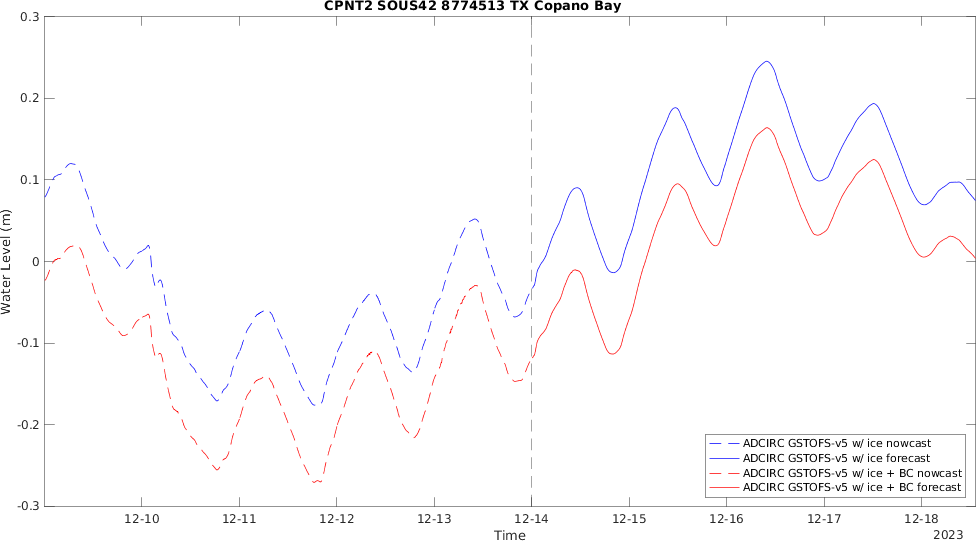 CPNT2 SOUS42 8774513 TX Copano Bay
0.3
0.2
0.1
0
-0.1
-0.2
-0.3
Water Level (m)
ADCIRC GSTOFS-v5 w/ ice nowcast
ADCIRC GSTOFS-v5 w/ ice forecast
ADCIRC GSTOFS-v5 w/ ice + BC nowcast
ADCIRC GSTOFS-v5 w/ ice + BC forecast
12-10 12-11 12-12 12-13 12-14 12-15 12-16 12-17 12-18
Time
2023